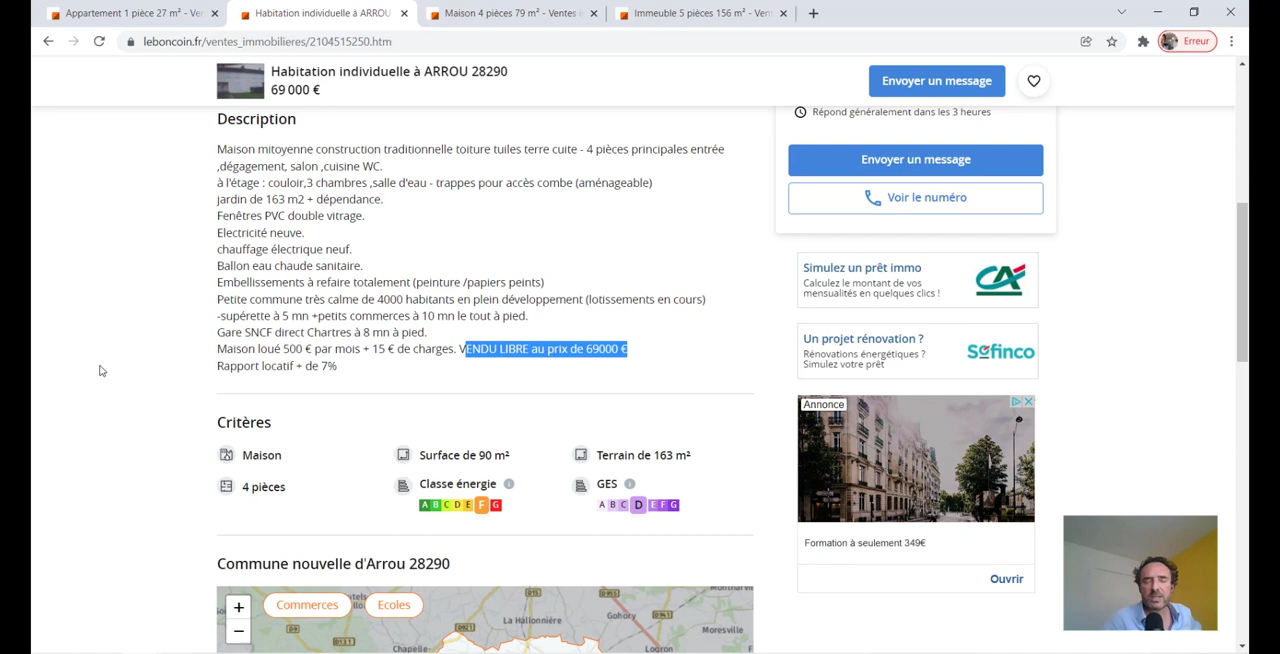 Appartement 1 pièce 27 m² - Ven
Habitation individuelle à ARROU
Maison 4 pièces 79 m² - Ventes i
Immeuble 5 pièces 156 m² - Ven
leboncoin.fr/ventes_immobilieres/2104515250.htm
Erreur
Habitation individuelle à ARROU 28290
69 000 €
Envoyer un message
Description
Maison mitoyenne construction traditionnelle toiture tuiles terre cuite - 4 pièces principales entrée
,dégagement, salon ,cuisine WC.
à l'étage : couloir,3 chambres ,salle d'eau - trappes pour accès combe (aménageable)
jardin de 163 m2 + dépendance.
Fenêtres PVC double vitrage.
Electricité neuve.
chauffage électrique neuf.
Ballon eau chaude sanitaire.
Embellissements à refaire totalement (peinture /papiers peints)
Petite commune très calme de 4000 habitants en plein développement (lotissements en cours)
-supérette à 5 mn +petits commerces à 10 mn le tout à pied.
Gare SNCF direct Chartres à 8 mn à pied.
Maison loué 500 € par mois + 15 € de charges. VENDU LIBRE au prix de 69000 €
Rapport locatif + de 7%
Critères
Maison
Surface de 90 m²
Terrain de 163 m²
4 pièces
Classe énergie
A B C D E F G
GES
A B C D E F G
Commune nouvelle d'Arrou 28290
Commerces
Ecoles
+
−
La Hallonnière
Gohory
Moresville
Logron
Chapelle-
D15
D955
D921
D941
D9
Répond généralement dans les 3 heures
Envoyer un message
Voir le numéro
Simulez un prêt immo
Calculez le montant de vos
mensualités en quelques clics !
CA
Un projet rénovation ?
Rénovations énergétiques ?
Simulez votre prêt
Sofinco
Annonce
Formation à seulement 349€
Ouvrir